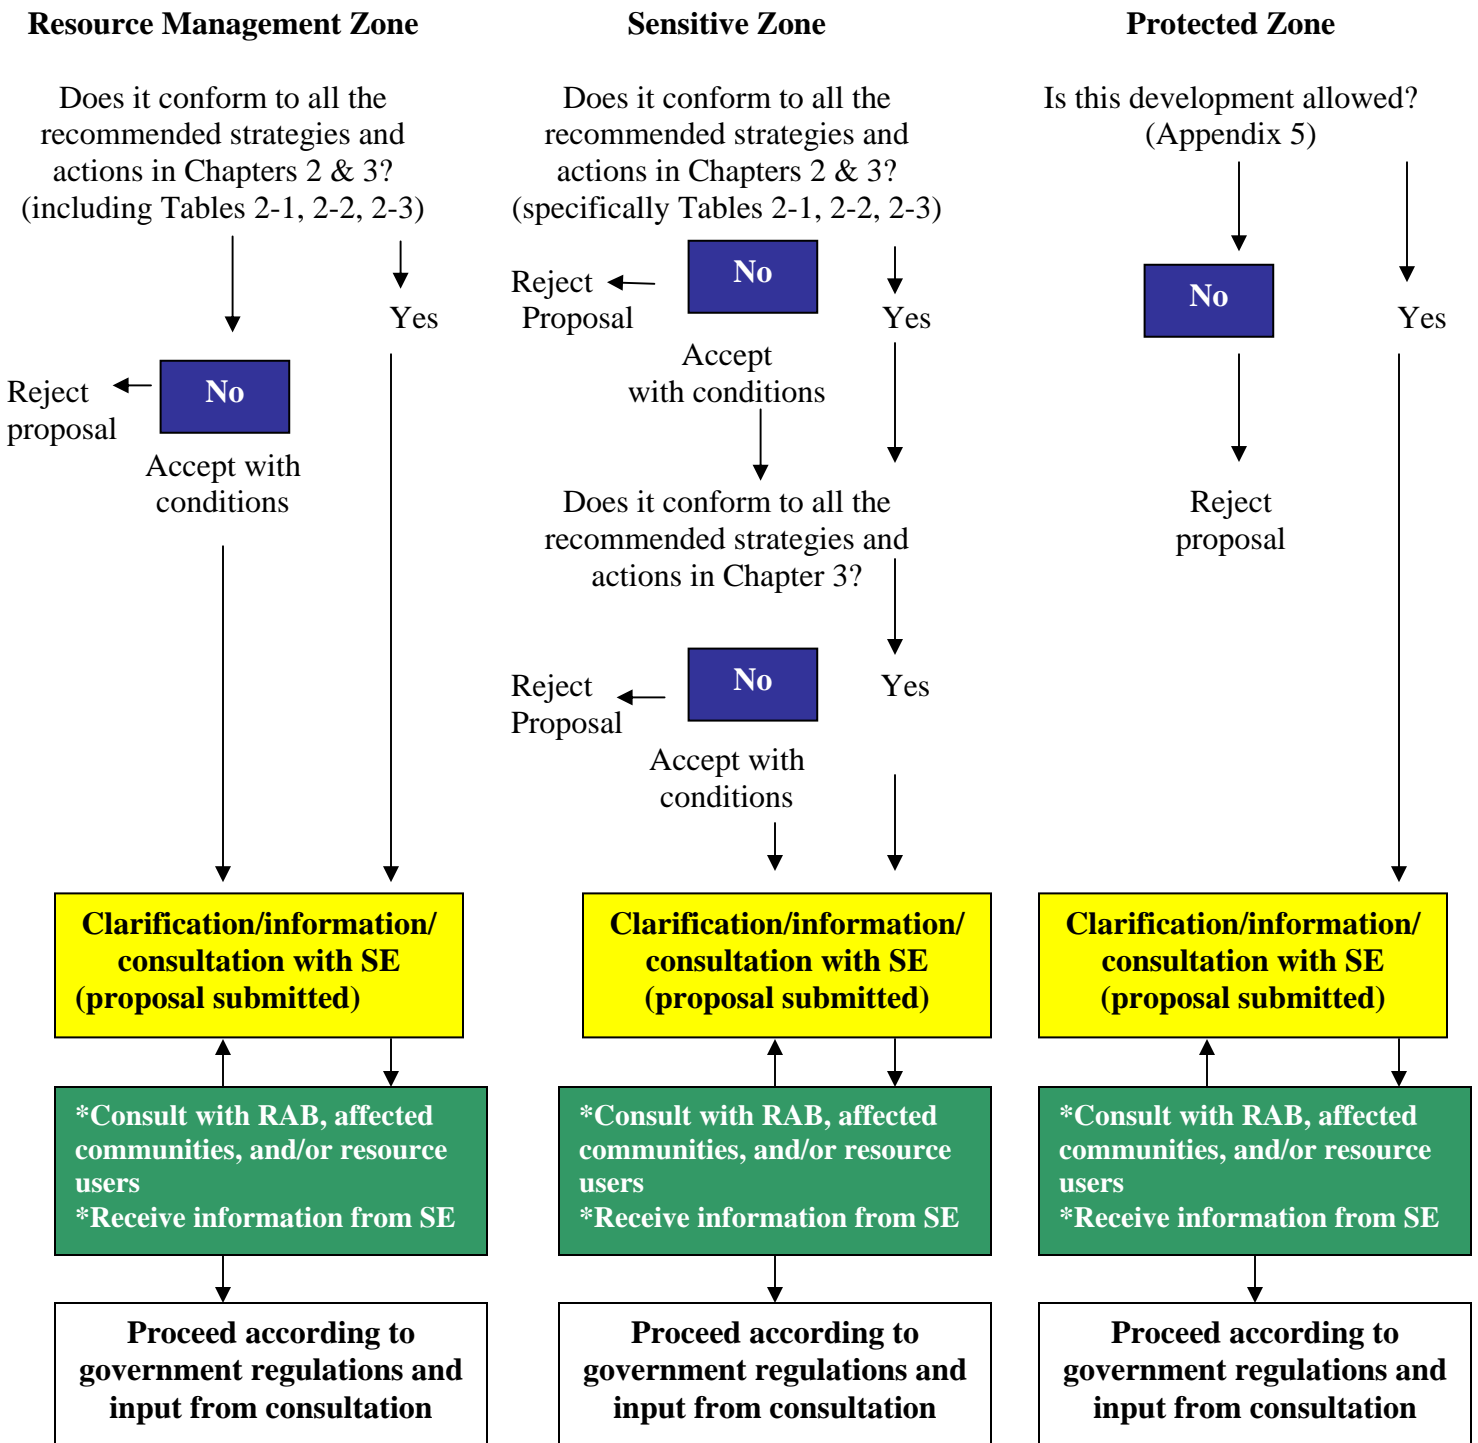 Resource Management Zone
Does it conform to all the
recommended strategies and
actions in Chapters 2 & 3?
(including Tables 2-1, 2-2, 2-3)
Yes
No
Reject
proposal
Accept with
conditions
Clarification/information/
consultation with SE
(proposal submitted)
*Consult with RAB, affected
communities, and/or resource
users
*Receive information from SE
Proceed according to
government regulations and
input from consultation
Sensitive Zone
Does it conform to all the
recommended strategies and
actions in Chapters 2 & 3?
(specifically Tables 2-1, 2-2, 2-3)
No
Reject
Proposal
Yes
Accept
with conditions
Does it conform to all the
recommended strategies and
actions in Chapter 3?
No
Reject
Proposal
Yes
Accept with
conditions
Clarification/information/
consultation with SE
(proposal submitted)
*Consult with RAB, affected
communities, and/or resource
users
*Receive information from SE
Proceed according to
government regulations and
input from consultation
Protected Zone
Is this development allowed?
(Appendix 5)
No
Yes
Reject
proposal
Clarification/information/
consultation with SE
(proposal submitted)
*Consult with RAB, affected
communities, and/or resource
users
*Receive information from SE
Proceed according to
government regulations and
input from consultation